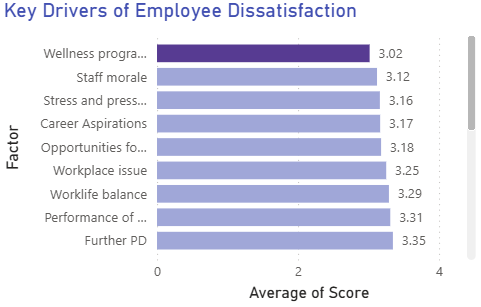 Key Drivers of Employee Dissatisfaction
Factor
Wellness progra... 3.02
Staff morale 3.12
Stress and press... 3.16
Career Aspirations 3.17
Opportunities fo... 3.18
Workplace issue 3.25
Worklife balance 3.29
Performance of ... 3.31
Further PD 3.35
0 2 4
Average of Score